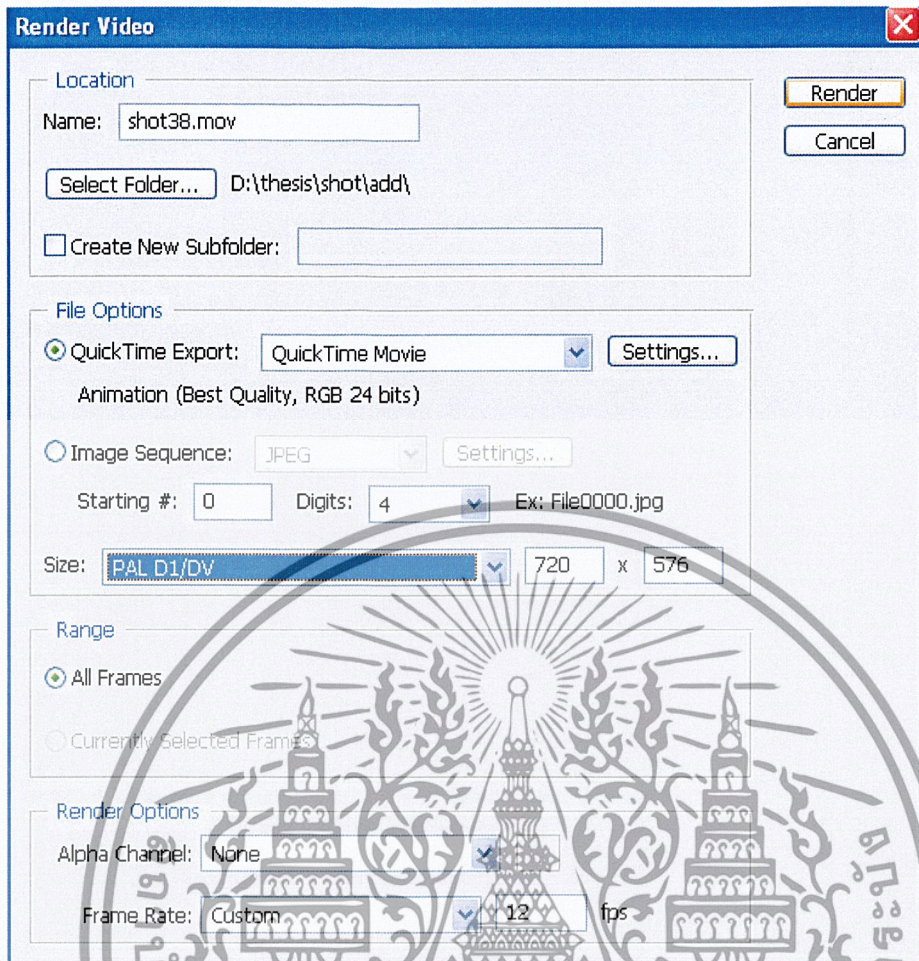 Render Video
Location
Render
Name: shot38.mov
Cancel
Select Folder... D:\thesis\shot\add\
Create New Subfolder:
File Options
QuickTime Export: QuickTime Movie Settings...
Animation (Best Quality, RGB 24 bits)
Image Sequence: JPEG Settings...
Starting #: 0 Digits: 4 Ex: File0000.jpg
Size: PAL D1/DV 720 x 576
Range
All Frames
Currently Selected Frames
Render Options
Alpha Channel: None
Frame Rate: Custom 12 fps